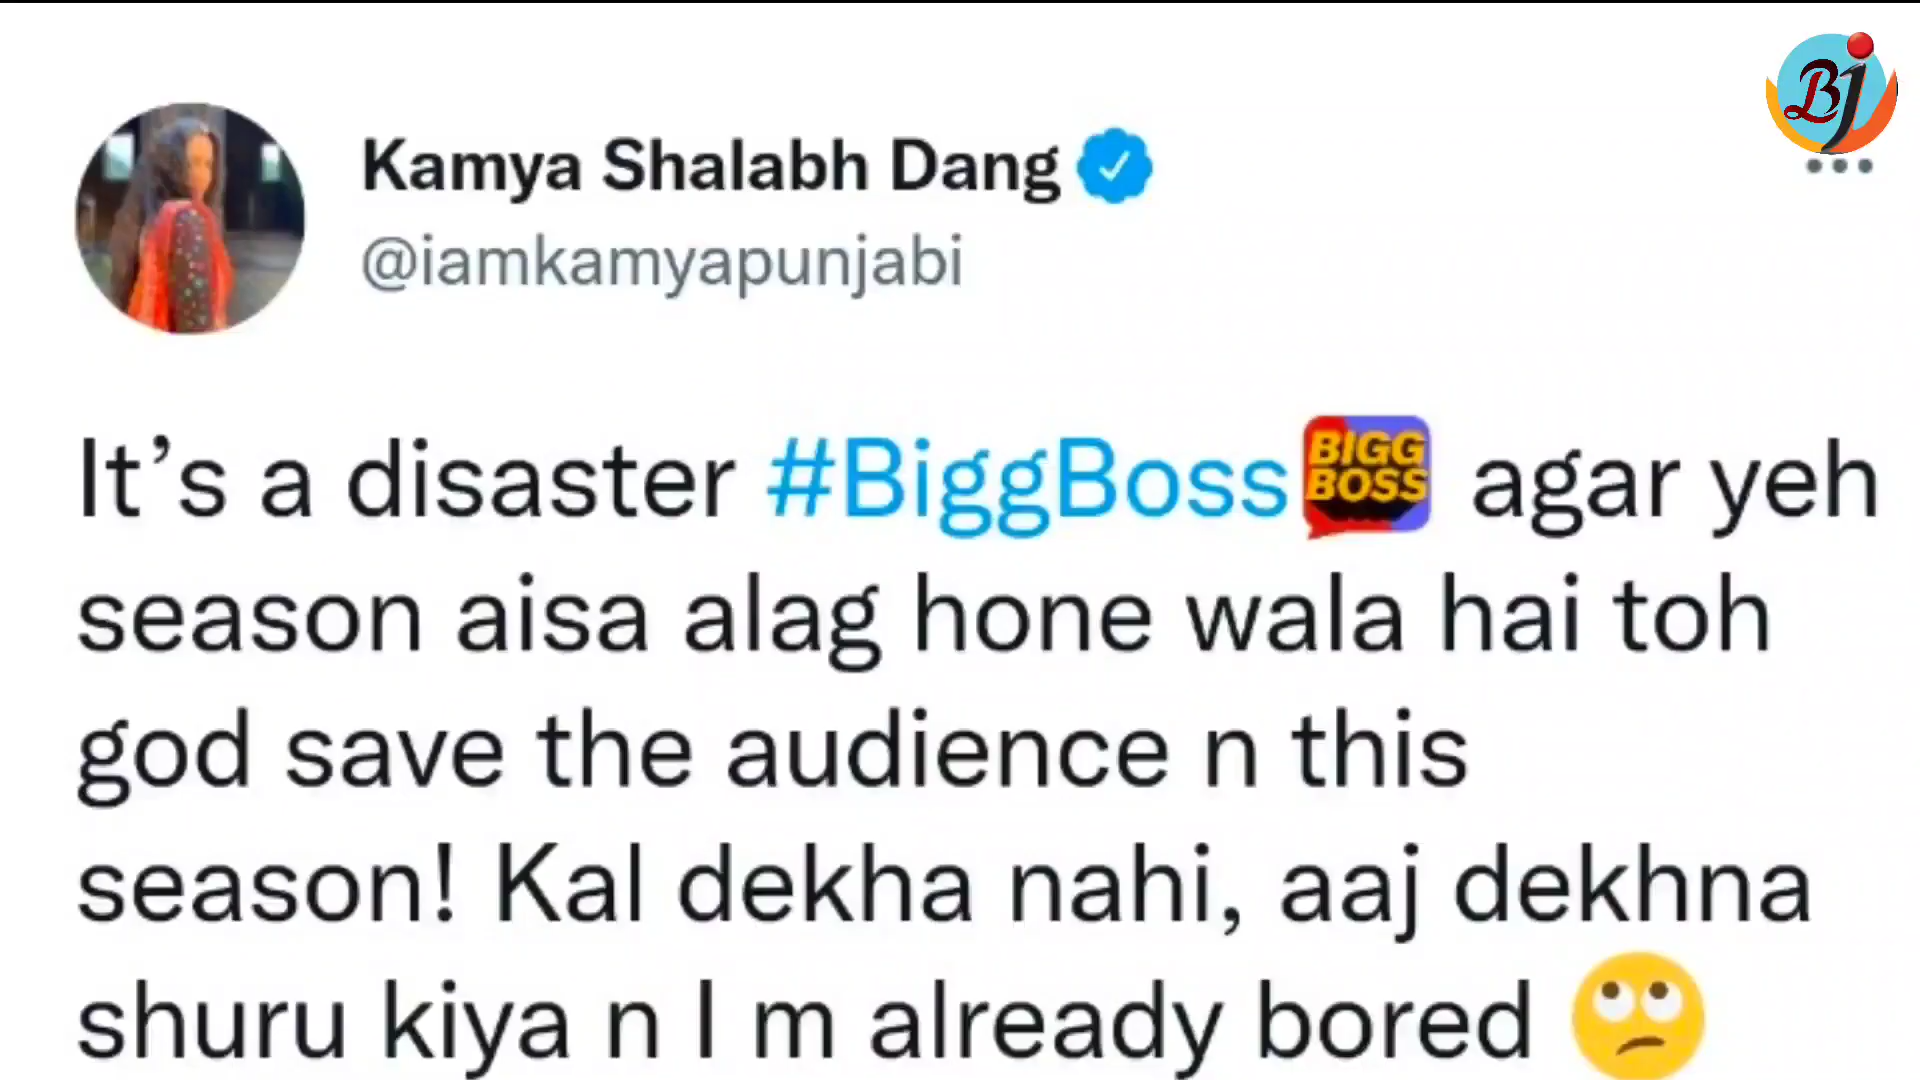 Bj
Kamya Shalabh Dang
@iamkamyapunjabi
It’s a disaster #BiggBoss BIGG BOSS agar yeh
season aisa alag hone wala hai toh
god save the audience n this
season! Kal dekha nahi, aaj dekhna
shuru kiya n I m already bored 🙄